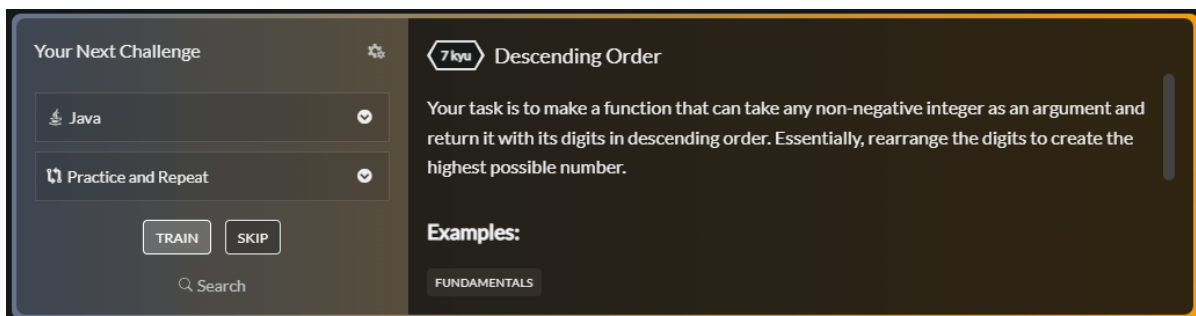 Your Next Challenge
Java
Practice and Repeat
TRAIN
SKIP
Search
7 kyu
Descending Order
Your task is to make a function that can take any non-negative integer as an argument and
return it with its digits in descending order. Essentially, rearrange the digits to create the
highest possible number.
Examples:
FUNDAMENTALS